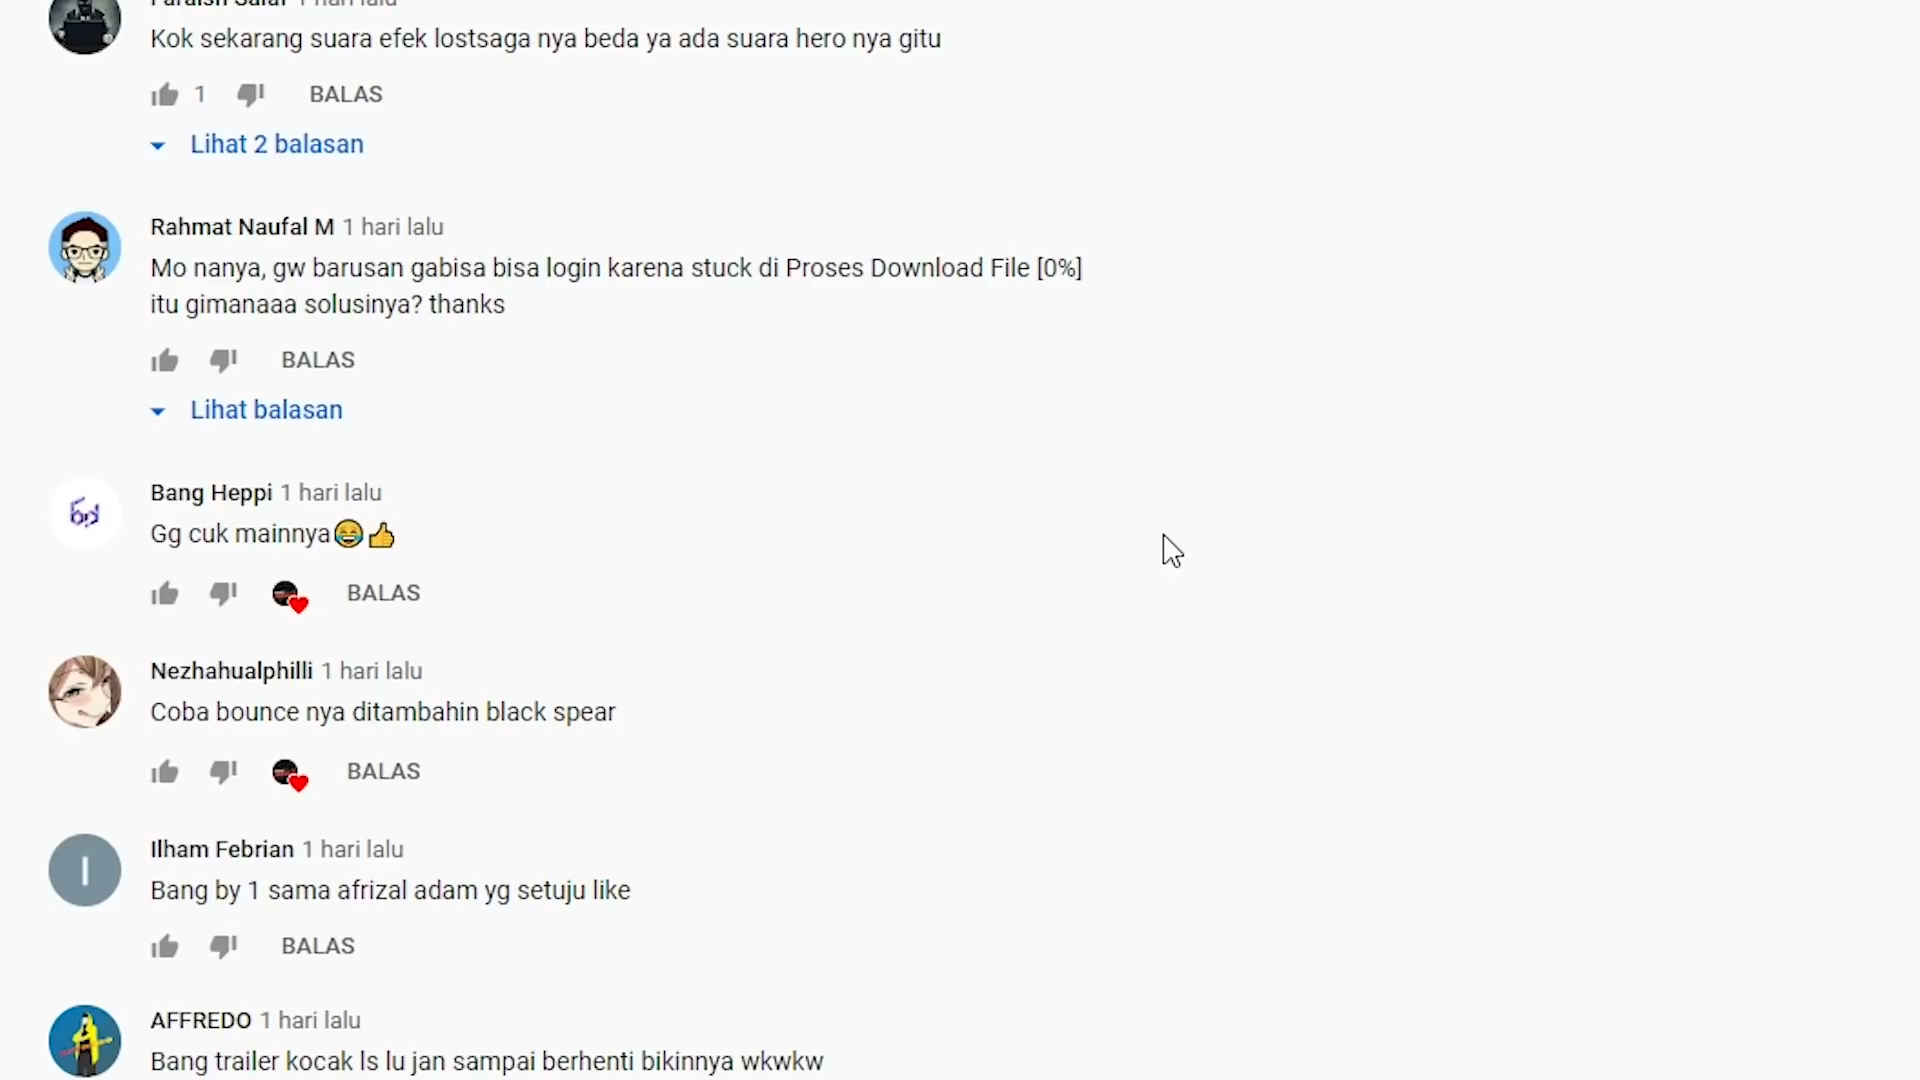 Kok sekarang suara efek lostsaga nya beda ya ada suara hero nya gitu
1 BALAS
Lihat 2 balasan
Rahmat Naufal M 1 hari lalu
Mo nanya, gw barusan gabisa bisa login karena stuck di Proses Download File [0%]
itu gimanaaa solusinya? thanks
BALAS
Lihat balasan
Bang Heppi 1 hari lalu
Gg cuk mainnya😂👍
BALAS
Nezhahualphilli 1 hari lalu
Coba bounce nya ditambahin black spear
BALAS
I
Ilham Febrian 1 hari lalu
Bang by 1 sama afrizal adam yg setuju like
BALAS
AFFREDO 1 hari lalu
Bang trailer kocak ls lu jan sampai berhenti bikinnya wkwkw